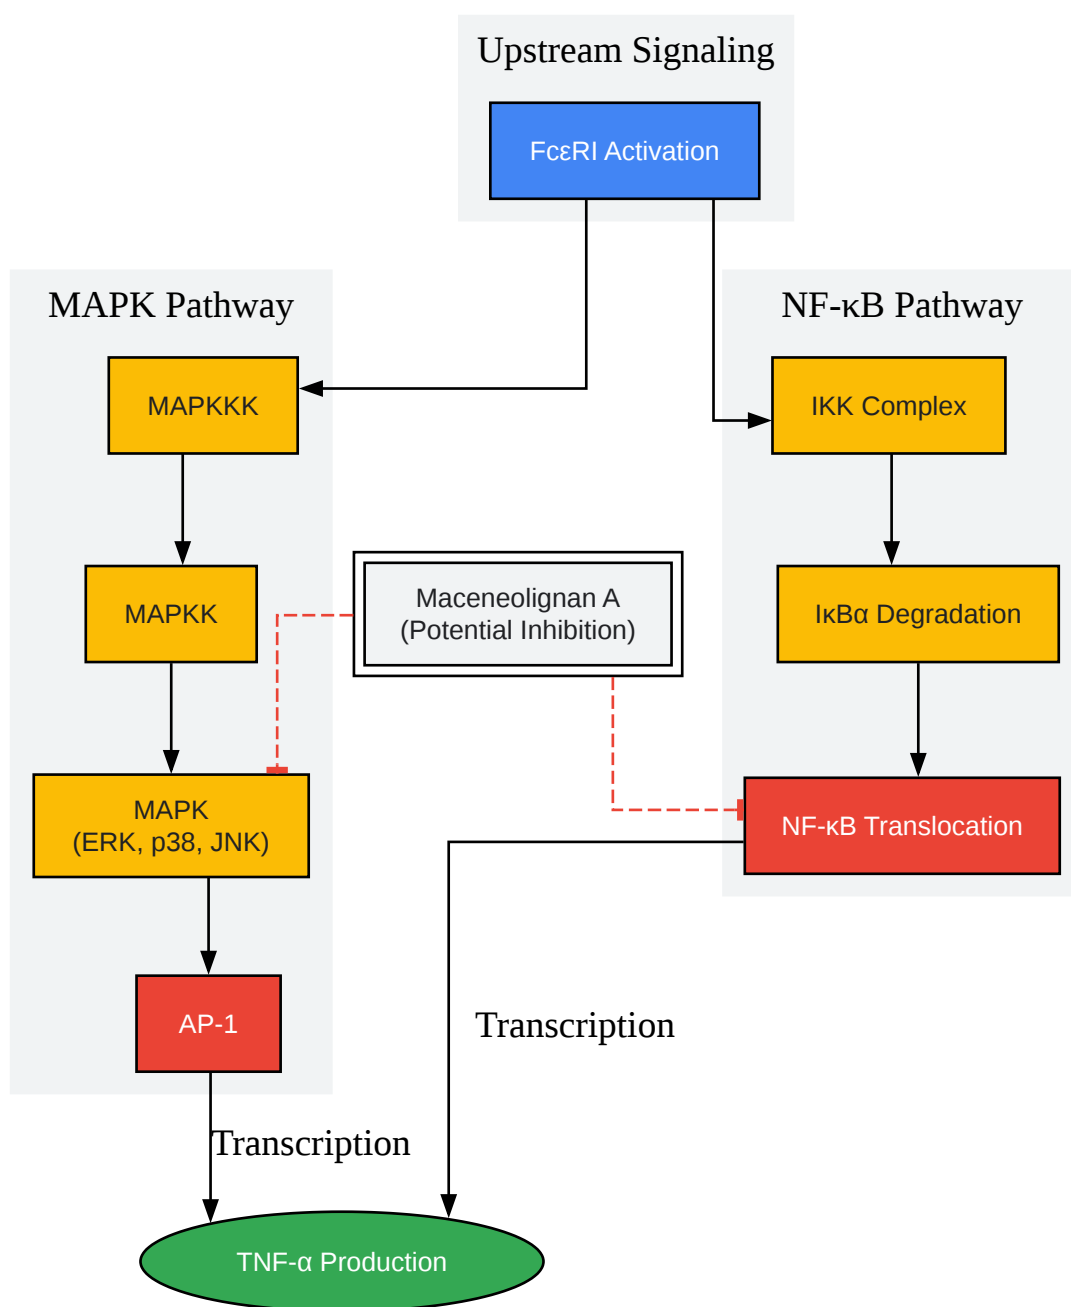 Upstream Signaling
FcεRI Activation
MAPK Pathway
NF-κB Pathway
MAPKKK
IKK Complex
MAPKK
Maceneolignan A
(Potential Inhibition)
IκBα Degradation
MAPK
(ERK, p38, JNK)
NF-κB Translocation
AP-1
Transcription
Transcription
TNF-α Production